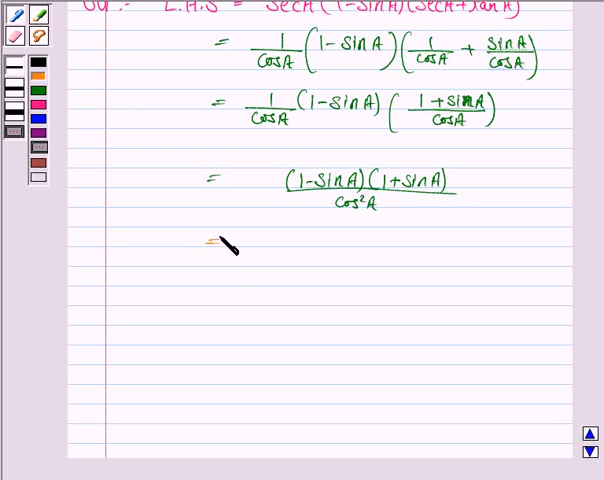 Sol :- L.H.S = SecA (1-SinA) (SecA+tanA)
= 1/CosA (1-SinA) (1/CosA + SinA/CosA)
= 1/CosA (1-SinA) (1+SinA/CosA)
= (1-SinA)(1+SinA)/Cos²A
=